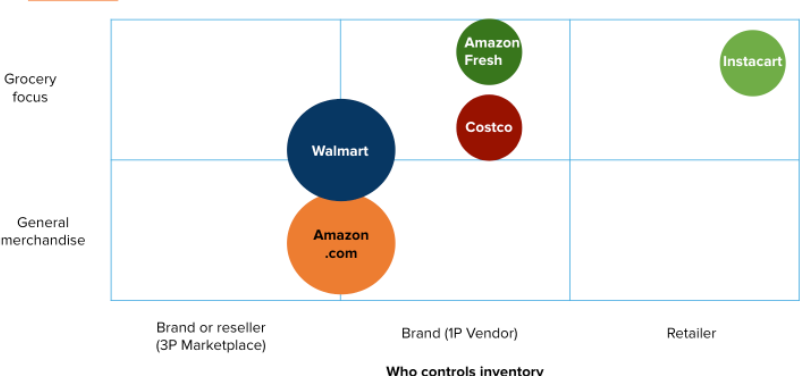 Amazon
Fresh
Instacart
Grocery
focus
Costco
Walmart
General
merchandise
Amazon
.com
Brand or reseller
(3P Marketplace)
Brand (1P Vendor)
Retailer
Who controls inventory